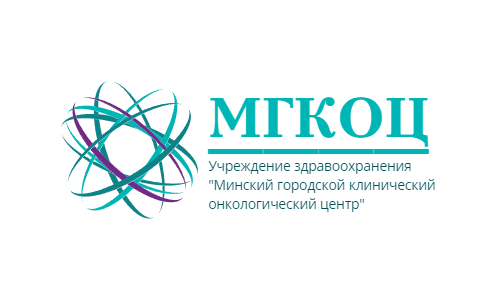 МГКОЦ
Учреждение здравоохранения
"Минский городской клинический
онкологический центр"